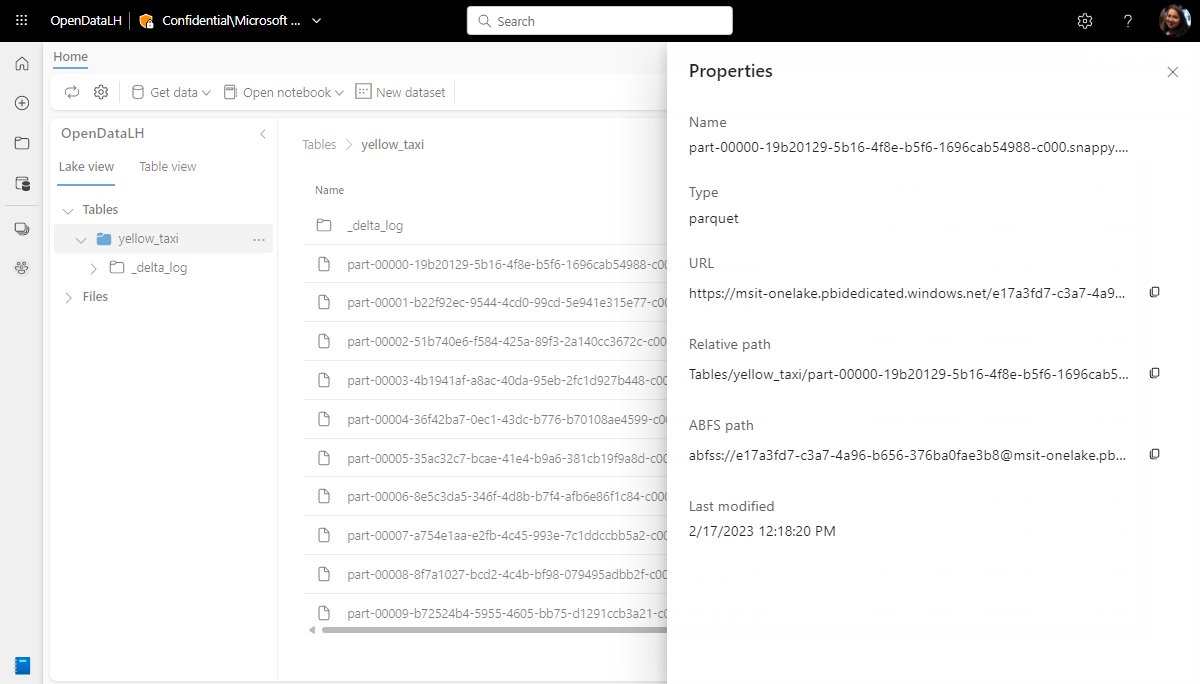 OpenDataLH
Confidential\Microsoft ...
Search
?
Home
Get data
Open notebook
New dataset
OpenDataLH
Lake view
Table view
Tables
yellow_taxi
...
_delta_log
Files
Tables > yellow_taxi
Name
_delta_log
part-00000-19b20129-5b16-4f8e-b5f6-1696cab54988-c00
part-00001-b22f92ec-9544-4cd0-99cd-5e941e315e77-c00
part-00002-51b740e6-f584-425a-89f3-2a140cc3672c-c00
part-00003-4b1941af-a8ac-40da-95eb-2fc1d927b448-c00
part-00004-36f42ba7-0ec1-43dc-b776-b70108ae4599-c00
part-00005-35ac32c7-bcae-41e4-b9a6-381cb19f9a8d-c00
part-00006-8e5c3da5-346f-4d8b-b7f4-afb6e86f1c84-c000
part-00007-a754e1aa-e2fb-4c45-993e-7c1ddccbb5a2-c00
part-00008-8f7a1027-bcd2-4c4b-bf98-079495adbb2f-c00
part-00009-b72524b4-5955-4605-bb75-d1291ccb3a21-c0
Properties
Name
part-00000-19b20129-5b16-4f8e-b5f6-1696cab54988-c000.snappy....
Type
parquet
URL
https://msit-onelake.pbidedicated.windows.net/e17a3fd7-c3a7-4a9...
Relative path
Tables/yellow_taxi/part-00000-19b20129-5b16-4f8e-b5f6-1696cab5...
ABFS path
abfss://e17a3fd7-c3a7-4a96-b656-376ba0fae3b8@msit-onelake.pb...
Last modified
2/17/2023 12:18:20 PM